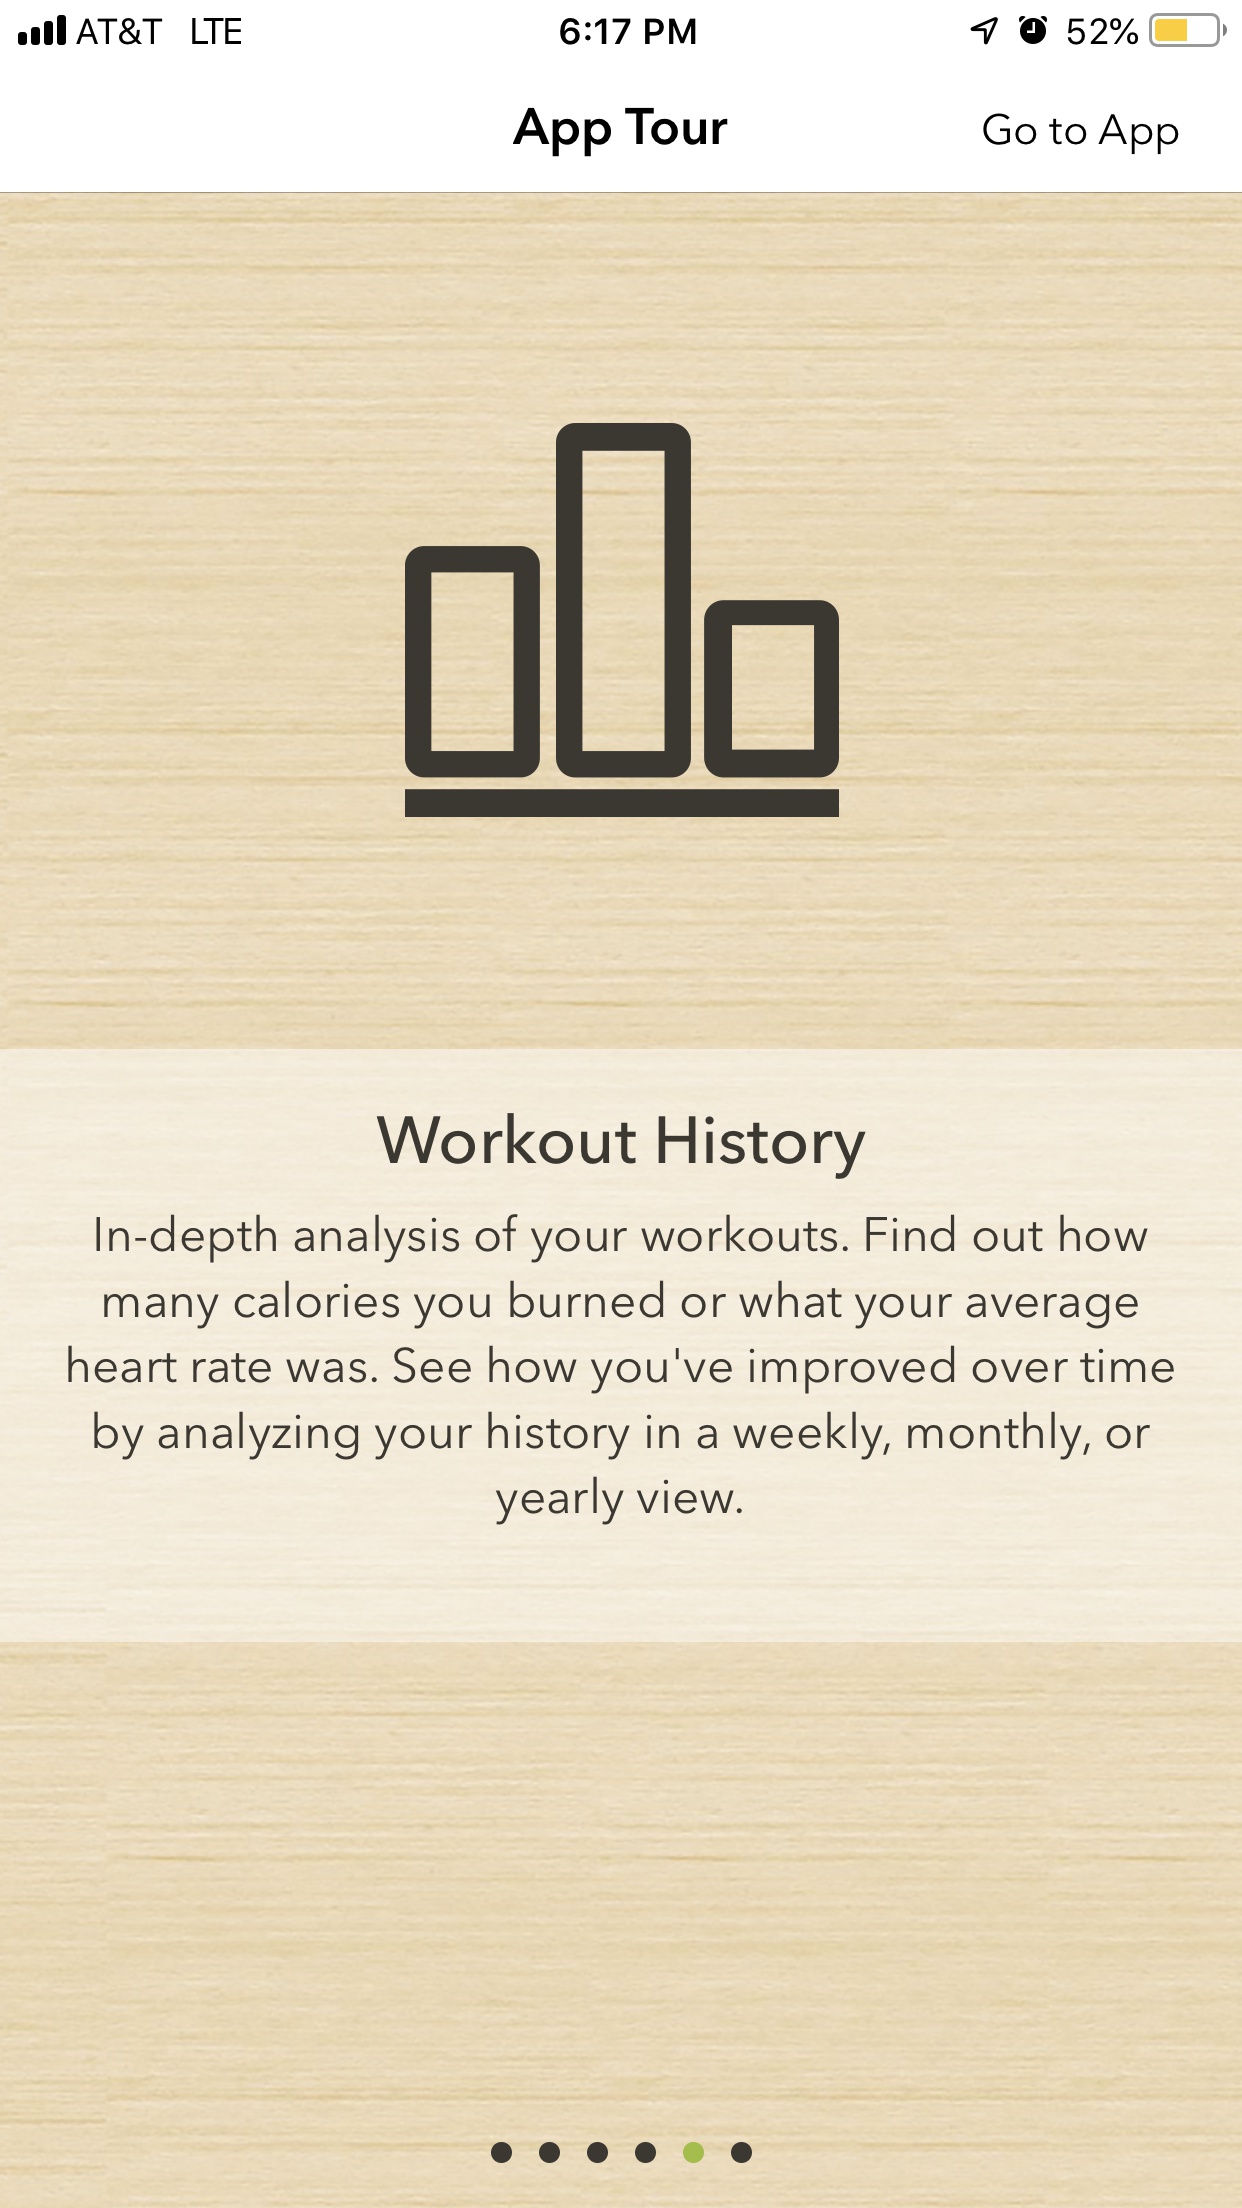 AT&T LTE 6:17 PM 52%
App Tour Go to App
Workout History
In-depth analysis of your workouts. Find out how
many calories you burned or what your average
heart rate was. See how you've improved over time
by analyzing your history in a weekly, monthly, or
yearly view.